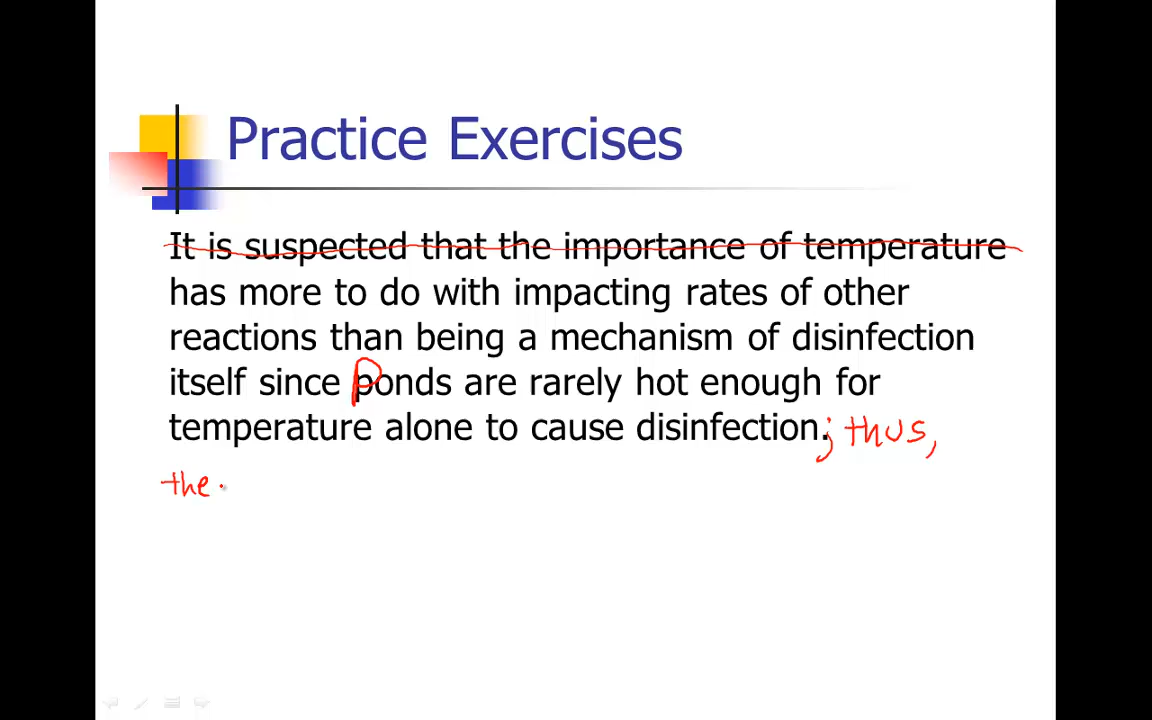 Practice Exercises
It is suspected that the importance of temperature
has more to do with impacting rates of other
reactions than being a mechanism of disinfection
itself since Ponds are rarely hot enough for
temperature alone to cause disinfection.; thus,
the